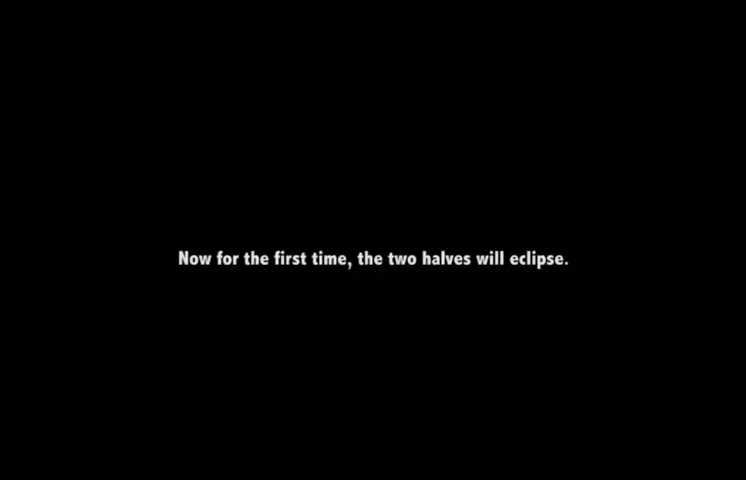 Now for the first time, the two halves will eclipse.